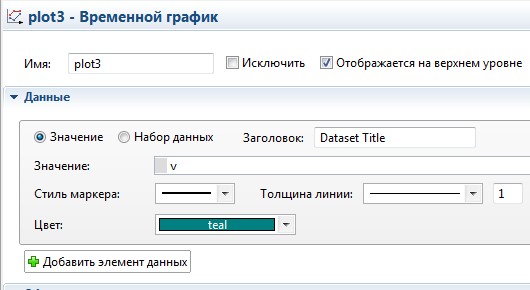 plot3 - Временной график
Имя: plot3 Исключить Отображается на верхнем уровне
Данные
Значение Набор данных Заголовок: Dataset Title
Значение: v
Стиль маркера: Толщина линии: 1
Цвет: teal
Добавить элемент данных